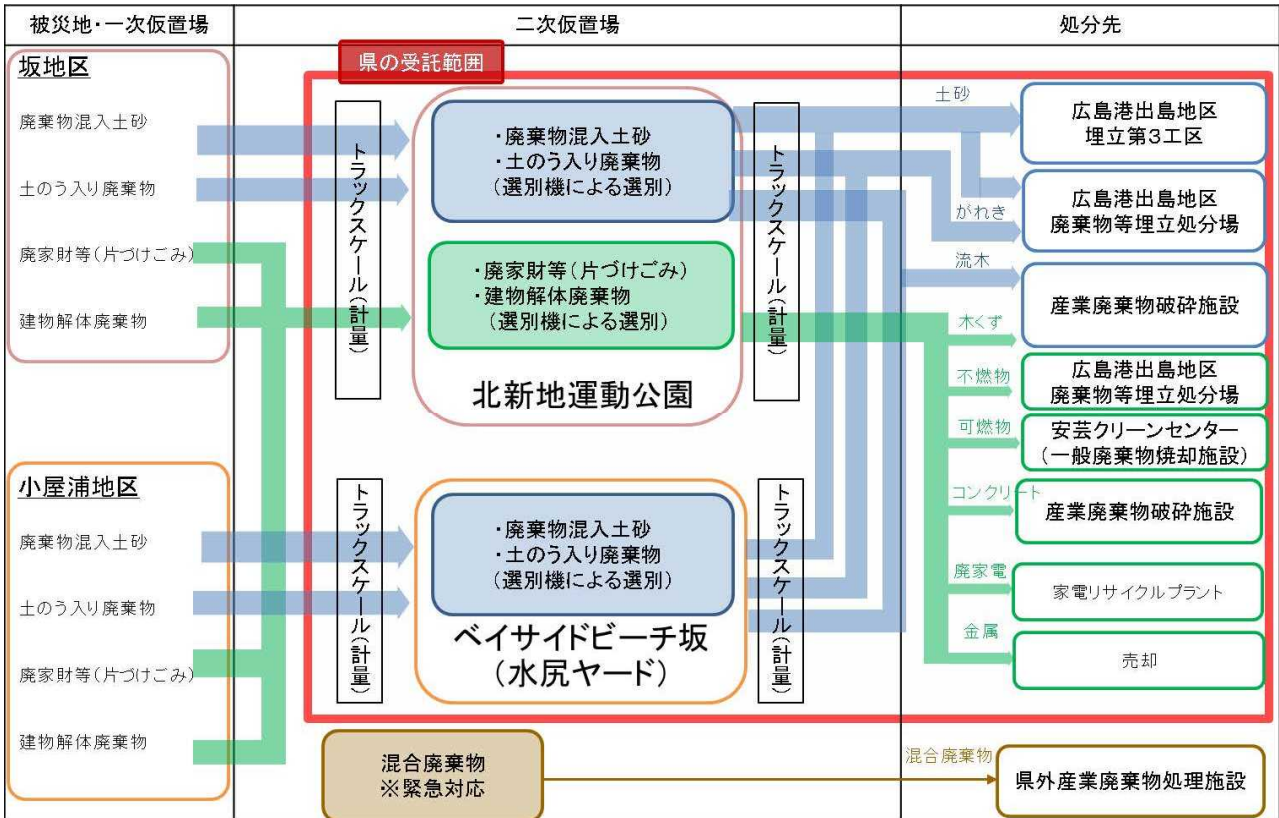 被災地・一次仮置場
二次仮置場
処分先
坂地区
廃棄物混入土砂
土のう入り廃棄物
廃家財等(片づけごみ)
建物解体廃棄物
小屋浦地区
廃棄物混入土砂
土のう入り廃棄物
廃家財等(片づけごみ)
建物解体廃棄物
県の受託範囲
トラックスケール(計量)
・廃棄物混入土砂
・土のう入り廃棄物
(選別機による選別)
・廃家財等(片づけごみ)
・建物解体廃棄物
(選別機による選別)
北新地運動公園
トラックスケール(計量)
トラックスケール(計量)
・廃棄物混入土砂
・土のう入り廃棄物
(選別機による選別)
ベイサイドビーチ坂
(水尻ヤード)
トラックスケール(計量)
混合廃棄物
※緊急対応
土砂
広島港出島地区
埋立第3工区
がれき
広島港出島地区
廃棄物等埋立処分場
流木
木くず
産業廃棄物破砕施設
不燃物
広島港出島地区
廃棄物等埋立処分場
可燃物
安芸クリーンセンター
(一般廃棄物焼却施設)
コンクリート
産業廃棄物破砕施設
廃家電
家電リサイクルプラント
金属
売却
混合廃棄物
県外産業廃棄物処理施設